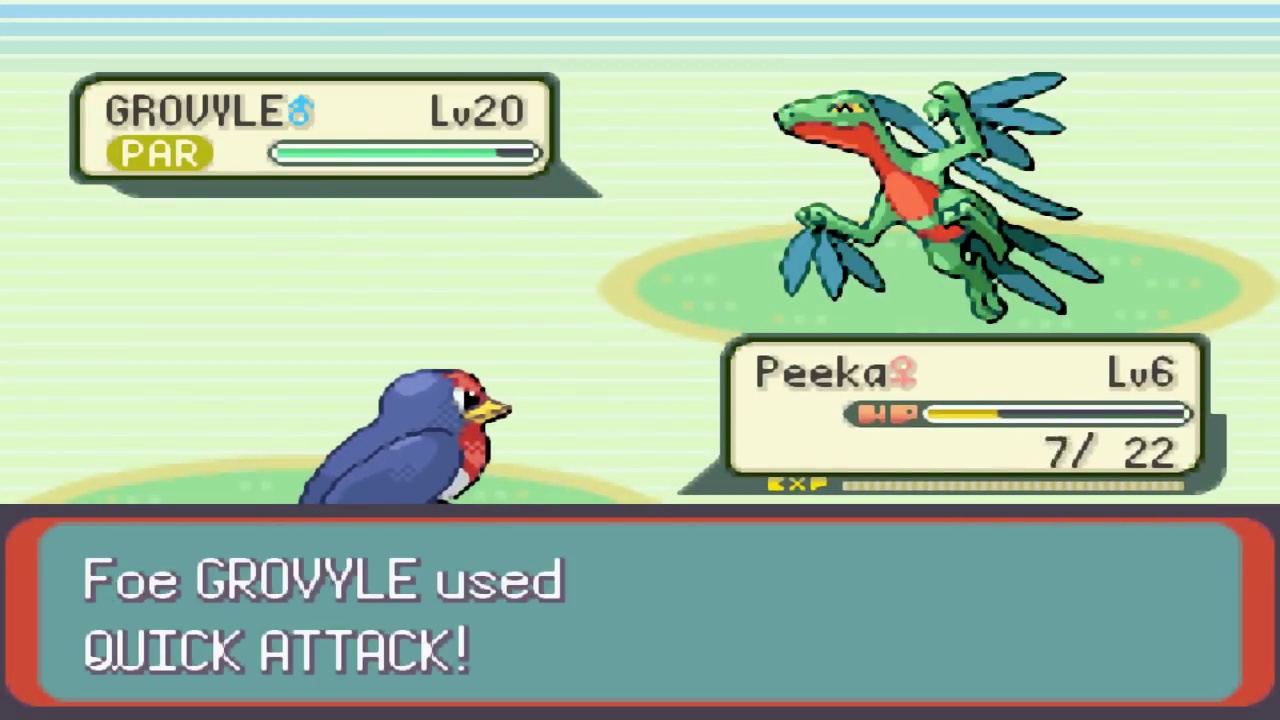 GROVYLE♂ Lv20
PAR
Peeka♀ Lv6
HP
7/ 22
EXP
Foe GROVYLE used
QUICK ATTACK!